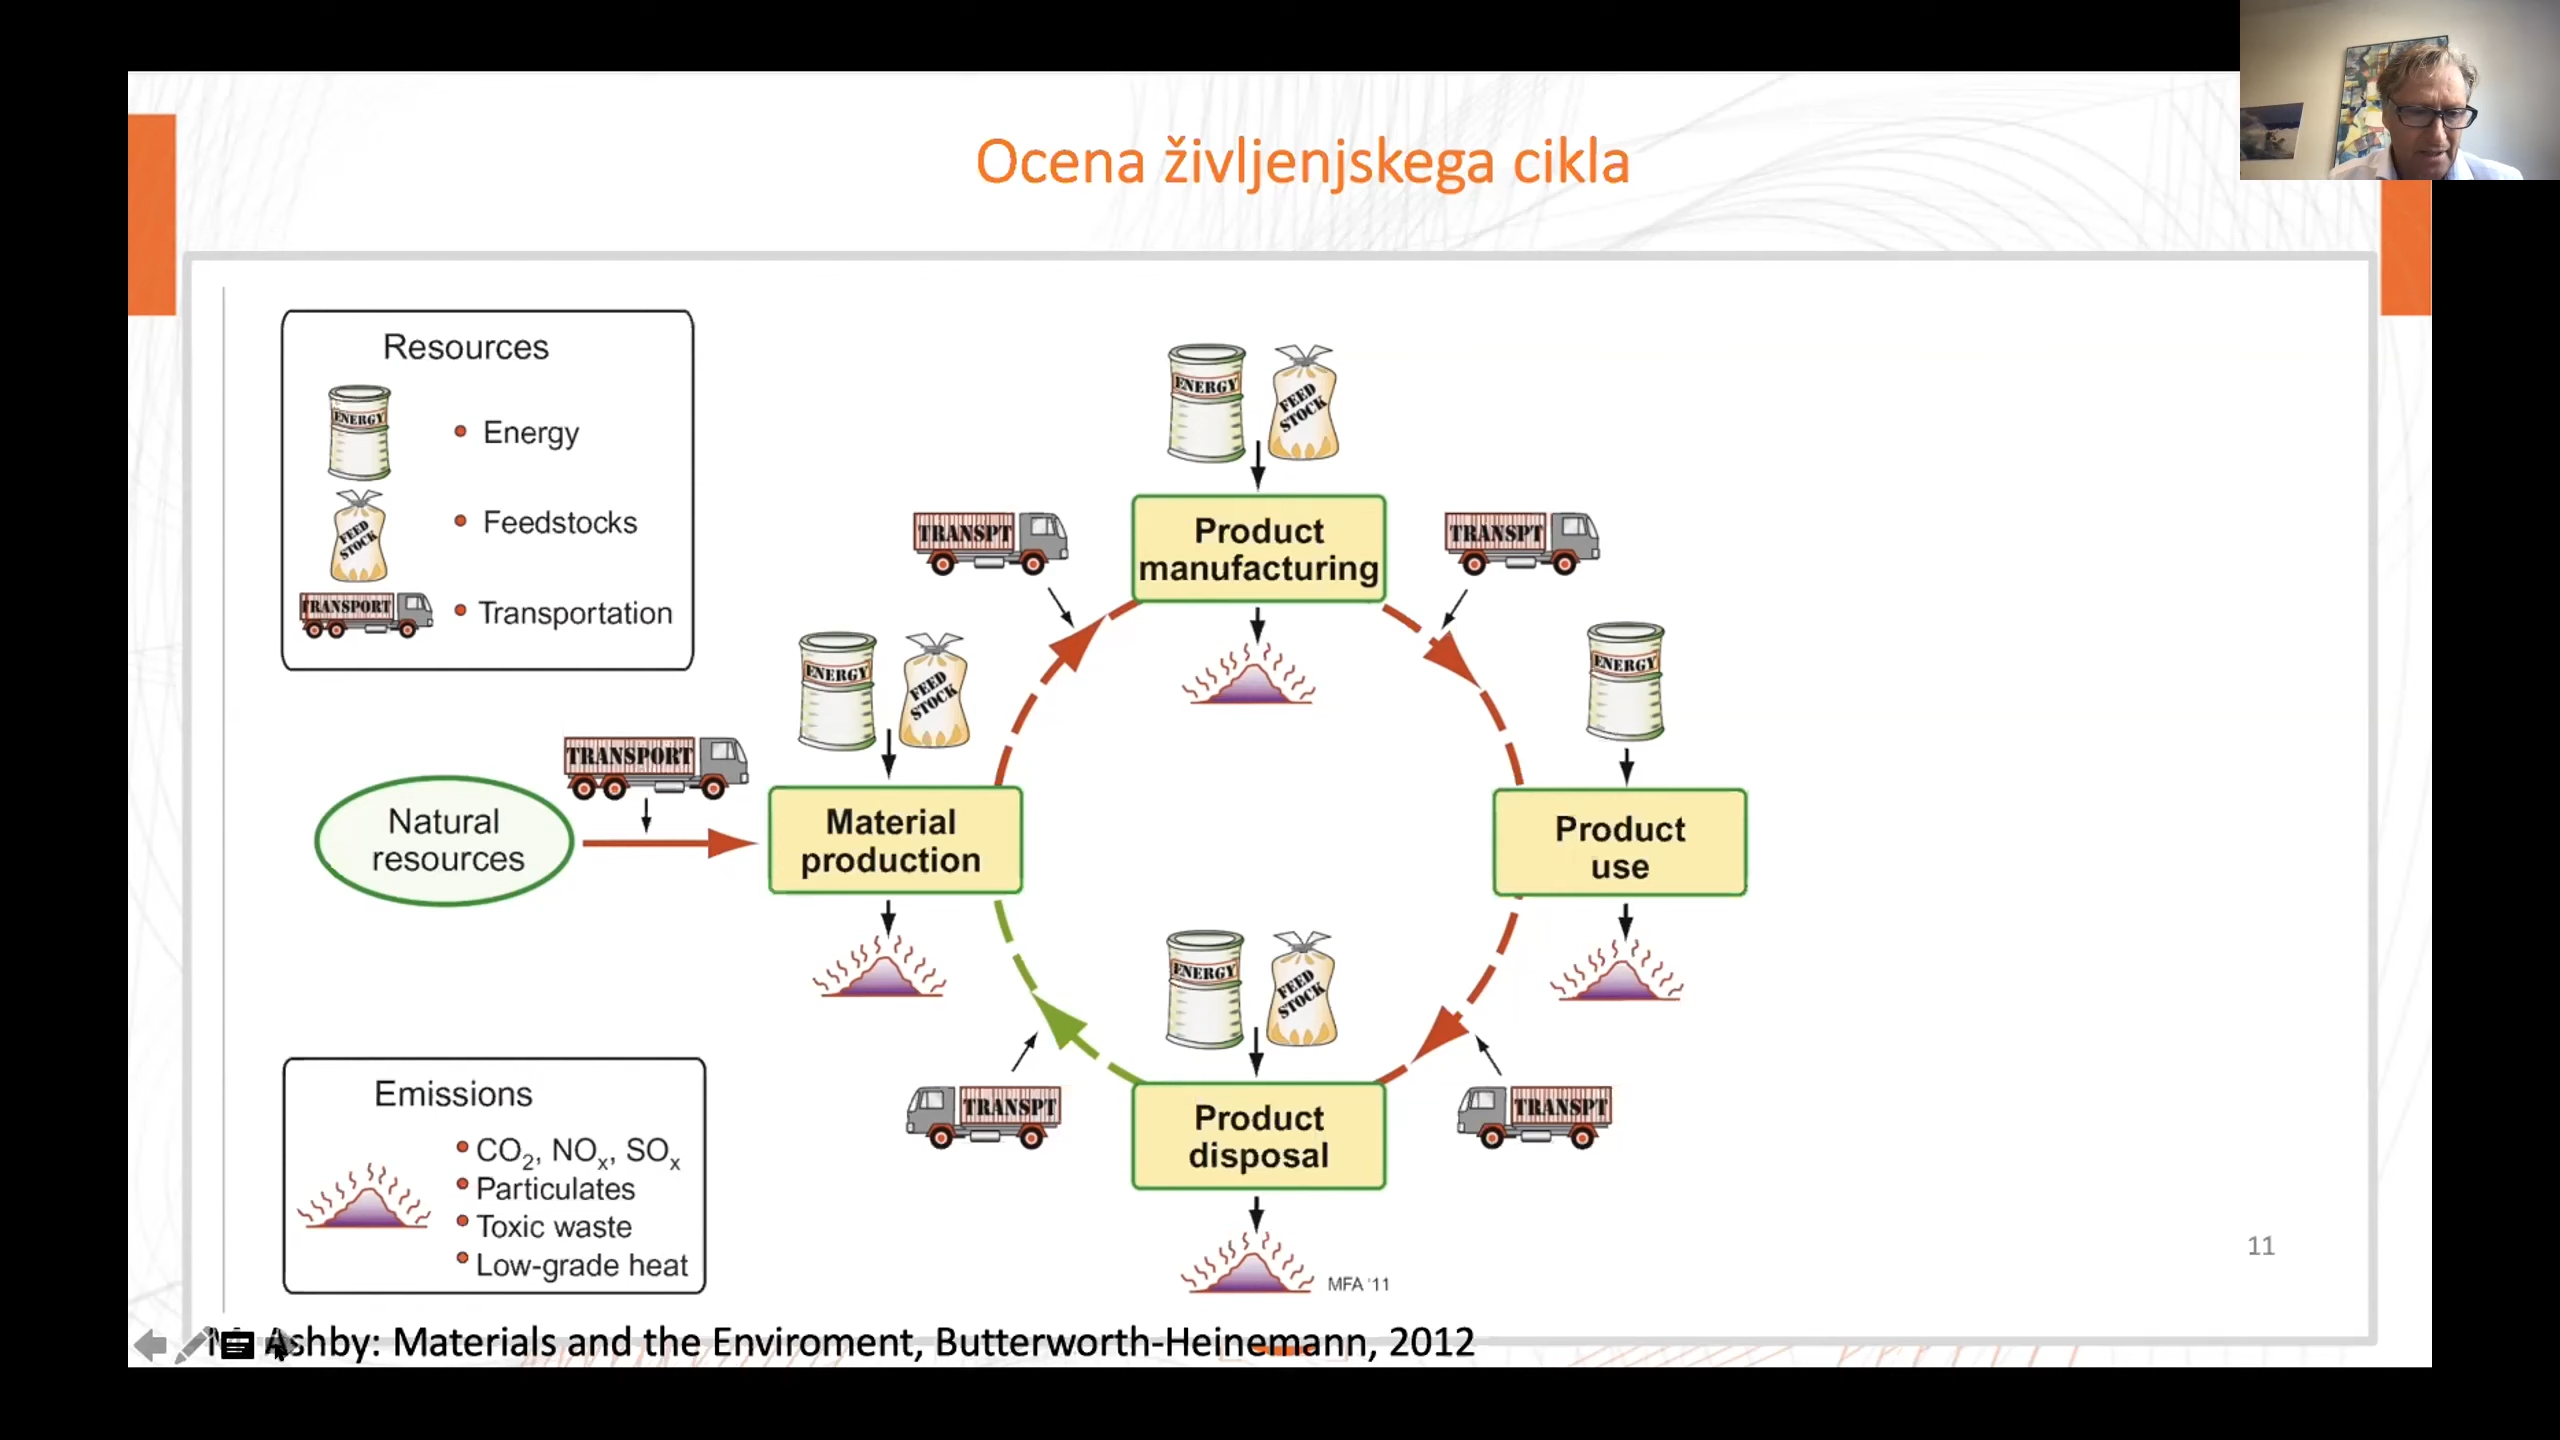 Ocena življenjskega cikla
Resources
ENERGY
Energy
FEED
STOCK
Feedstocks
TRANSPORT
Transportation
ENERGY
FEED
STOCK
TRANSPT
Product
manufacturing
TRANSPT
ENERGY
FEED
STOCK
ENERGY
TRANSPORT
Natural
resources
Material
production
Product
use
ENERGY
FEED
STOCK
TRANSPT
Product
disposal
TRANSPT
Emissions
CO2, NOx, SOx
Particulates
Toxic waste
Low-grade heat
MFA '11
11
Ashby: Materials and the Enviroment, Butterworth-Heinemann, 2012